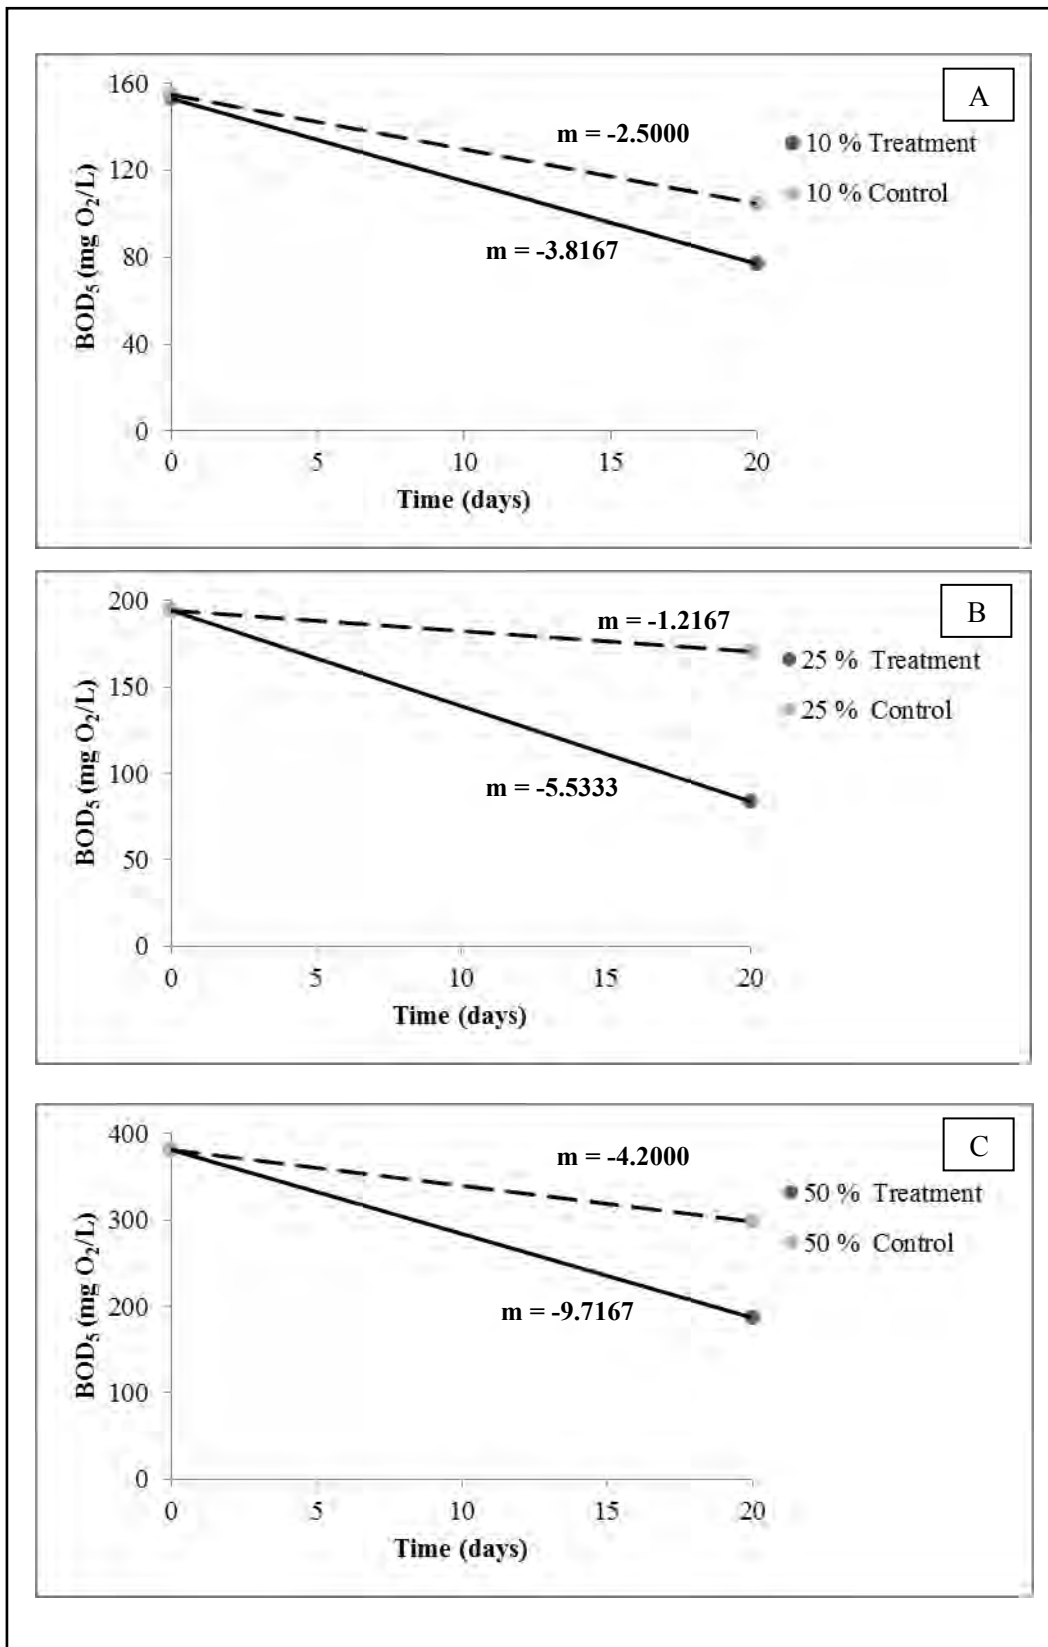 A
160
120
80
40
0
BOD₅ (mg O₂/L)
m = -2.5000
m = -3.8167
10 % Treatment
10 % Control
0 5 10 15 20
Time (days)
B
200
150
100
50
0
BOD₅ (mg O₂/L)
m = -1.2167
m = -5.5333
25 % Treatment
25 % Control
0 5 10 15 20
Time (days)
C
400
300
200
100
0
BOD₅ (mg O₂/L)
m = -4.2000
m = -9.7167
50 % Treatment
50 % Control
0 5 10 15 20
Time (days)